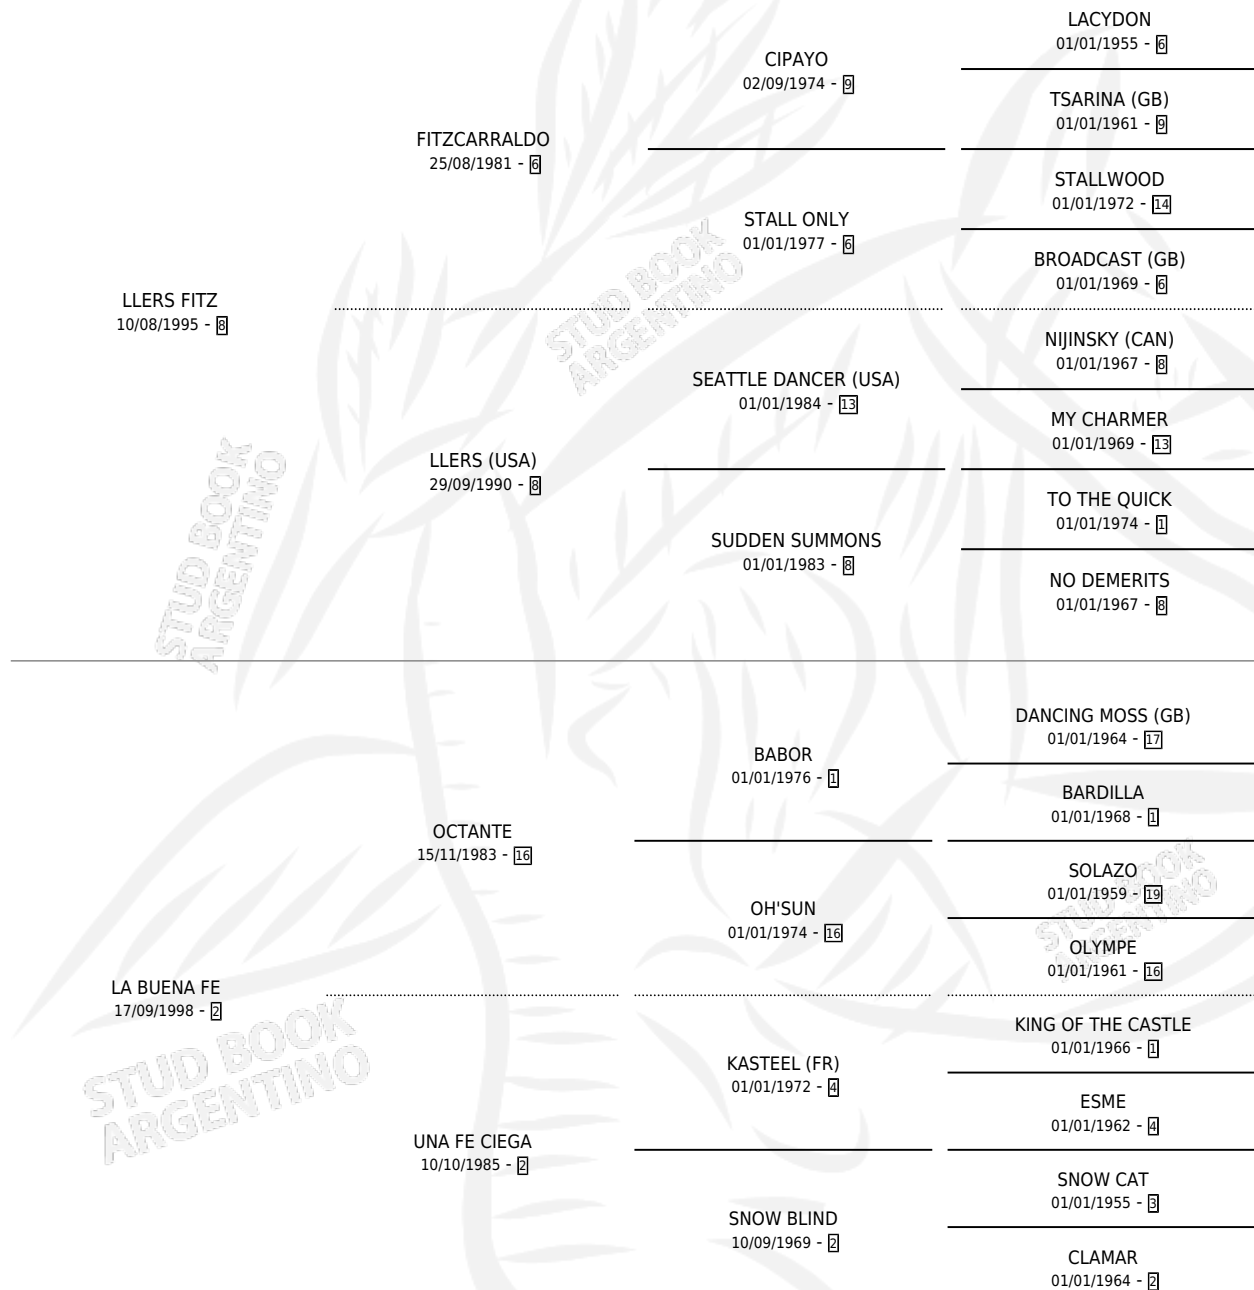 LACYDON
01/01/1955 - 6
CIPAYO
02/09/1974 - 9
TSARINA (GB)
01/01/1961 - 9
FITZCARRALDO
25/08/1981 - 6
STALLWOOD
01/01/1972 - 14
STALL ONLY
01/01/1977 - 6
BROADCAST (GB)
01/01/1969 - 6
LLERS FITZ
10/08/1995 - 8
NIJINSKY (CAN)
01/01/1967 - 8
SEATTLE DANCER (USA)
01/01/1984 - 13
MY CHARMER
01/01/1969 - 13
LLERS (USA)
29/09/1990 - 8
TO THE QUICK
01/01/1974 - 1
SUDDEN SUMMONS
01/01/1983 - 8
NO DEMERITS
01/01/1967 - 8
DANCING MOSS (GB)
01/01/1964 - 17
BABOR
01/01/1976 - 1
BARDILLA
01/01/1968 - 1
OCTANTE
15/11/1983 - 16
SOLAZO
01/01/1959 - 19
OH'SUN
01/01/1974 - 16
OLYMPE
01/01/1961 - 16
LA BUENA FE
17/09/1998 - 2
KING OF THE CASTLE
01/01/1966 - 1
KASTEEL (FR)
01/01/1972 - 4
ESME
01/01/1962 - 4
UNA FE CIEGA
10/10/1985 - 2
SNOW CAT
01/01/1955 - 3
SNOW BLIND
10/09/1969 - 2
CLAMAR
01/01/1964 - 2
STUD BOOK
ARGENTINO
STUD BOOK
ARGENTINO
STUD BOOK
ARGENTINO
STUD BOOK
ARGENTINO